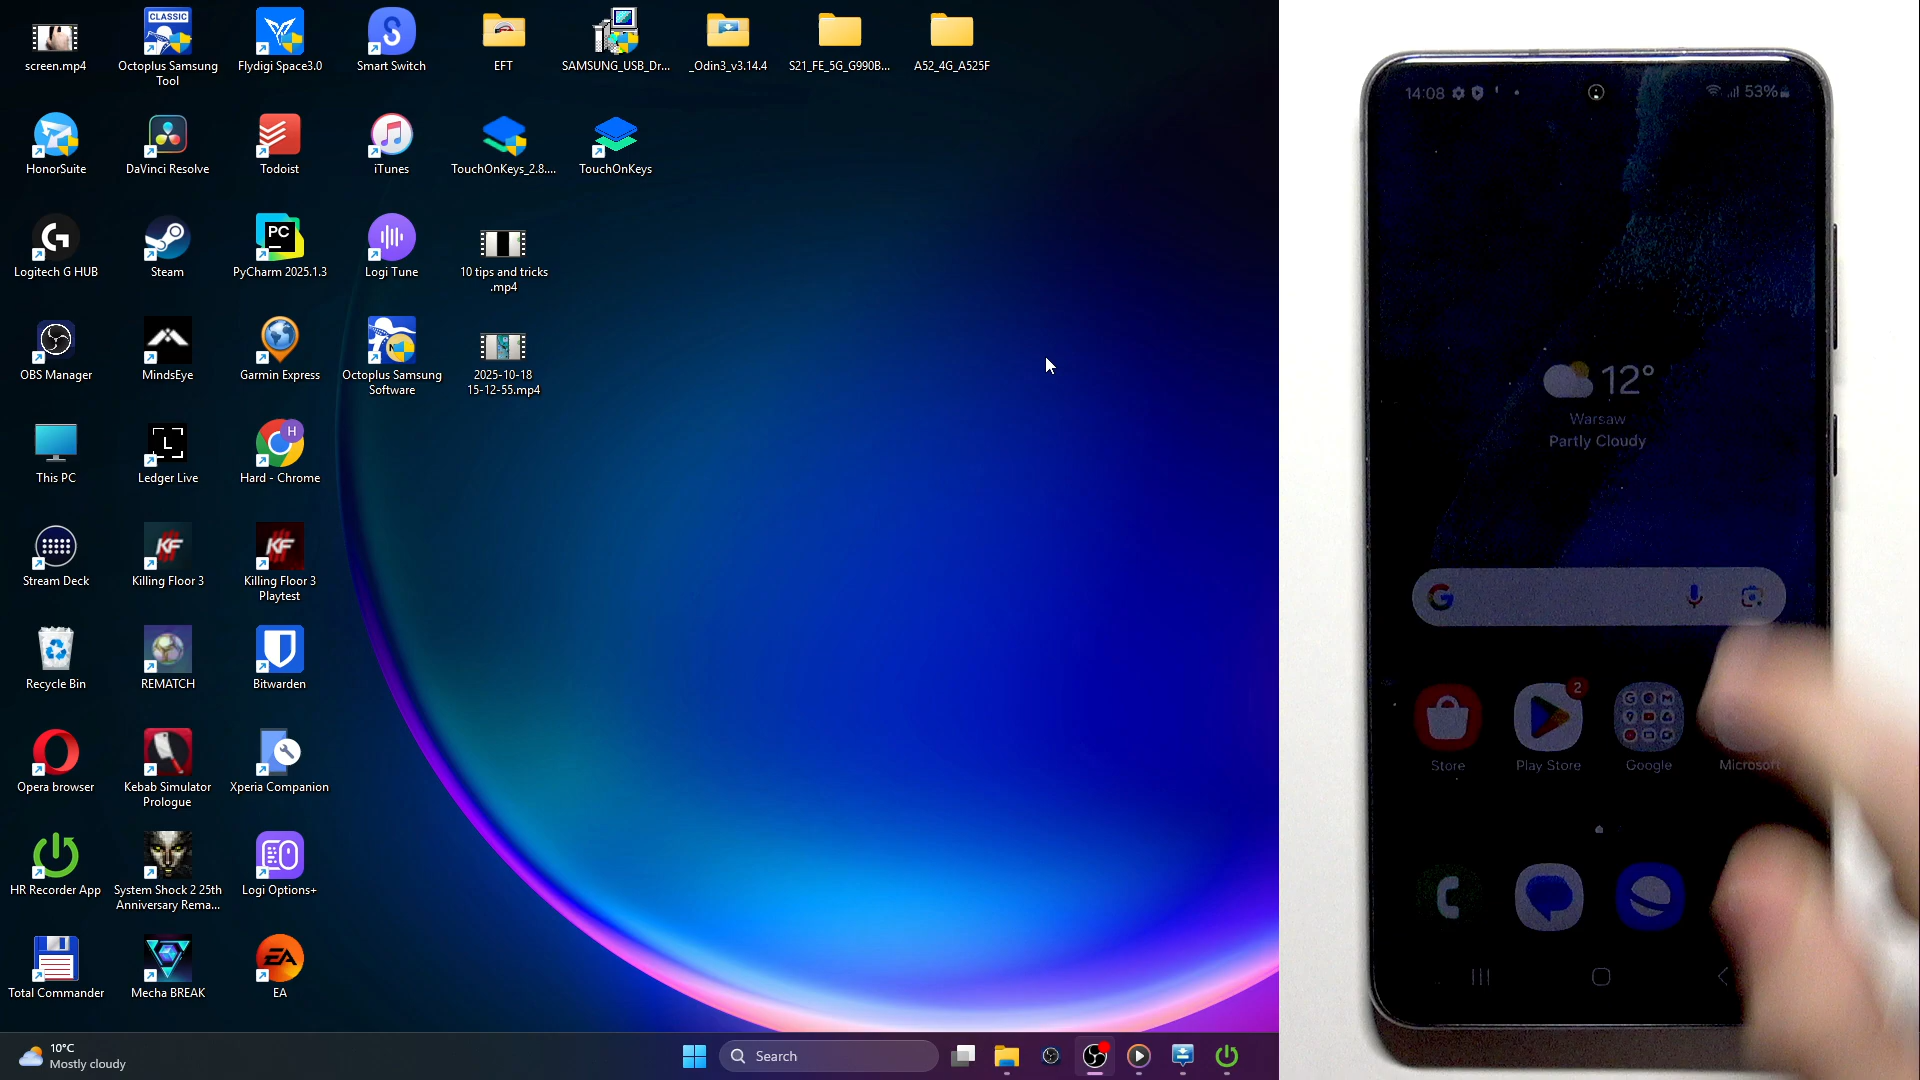 screen.mp4
CLASSIC
Octoplus Samsung
Tool
Flydigi Space3.0
Smart Switch
EFT
SAMSUNG_USB_Dr...
_Odin3_v3.14.4
S21_FE_5G_G990B...
A52_4G_A525F
HonorSuite
DaVinci Resolve
Todoist
iTunes
TouchOnKeys_2.8....
TouchOnKeys
Logitech G HUB
Steam
PC
PyCharm 2025.1.3
Logi Tune
10 tips and tricks
.mp4
OBS Manager
MindsEye
Garmin Express
Octoplus Samsung
Software
2025-10-18
15-12-55.mp4
This PC
Ledger Live
H
Hard - Chrome
Stream Deck
KF
Killing Floor 3
KF
Killing Floor 3
Playtest
Recycle Bin
REMATCH
Bitwarden
Opera browser
Kebab Simulator
Prologue
Xperia Companion
HR Recorder App
System Shock 2 25th
Anniversary Rema...
Logi Options+
Total Commander
Mecha BREAK
EA
EA
10°C
Mostly cloudy
Search
14:08
53%
12°
Warsaw
Partly Cloudy
2
Store
Play Store
Google
Microsoft